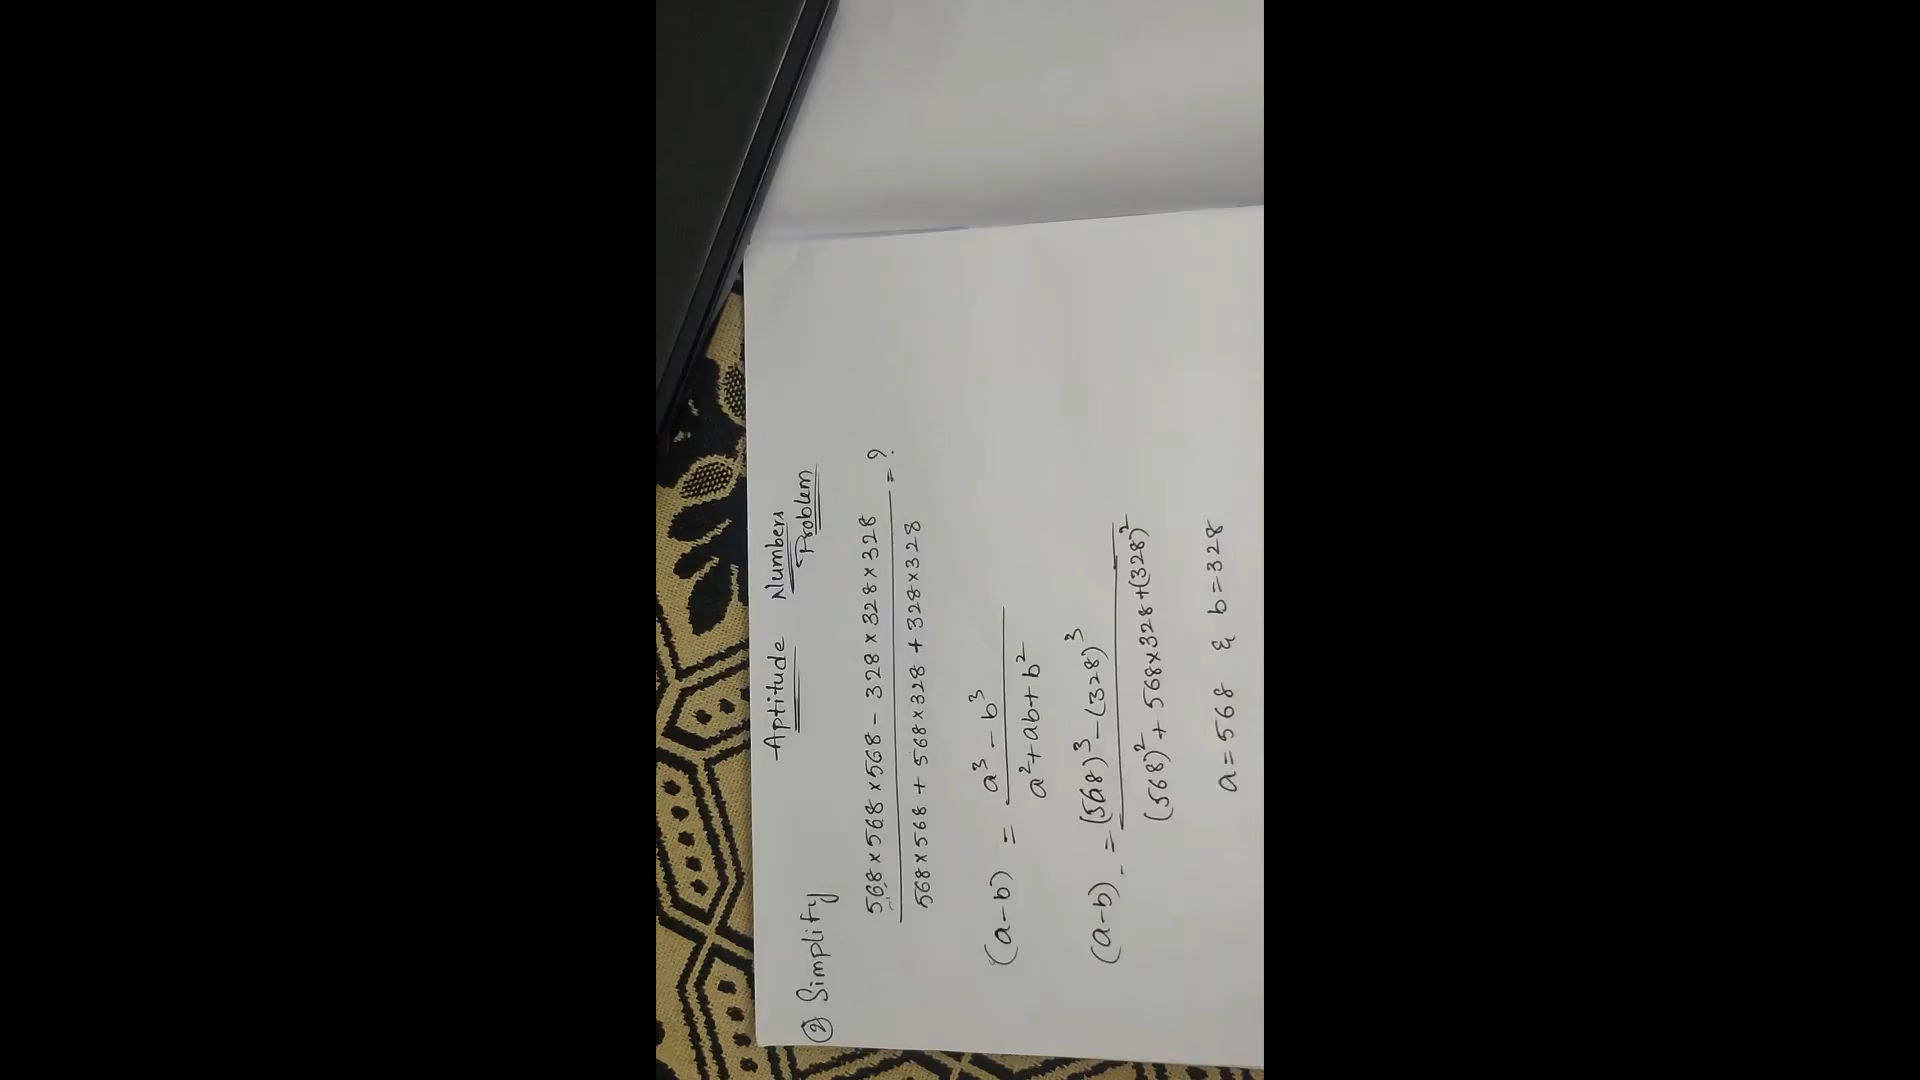 Aptitude Numbers
Problem
② Simplify
568×568×568 - 328×328×328
568×568 + 568×328 + 328×328
= ?
(a-b) = a³ - b³
a²+ab+b²
(a-b) = (568)³ - (328)³
(568)² + 568×328+(328)²
a=568 & b=328